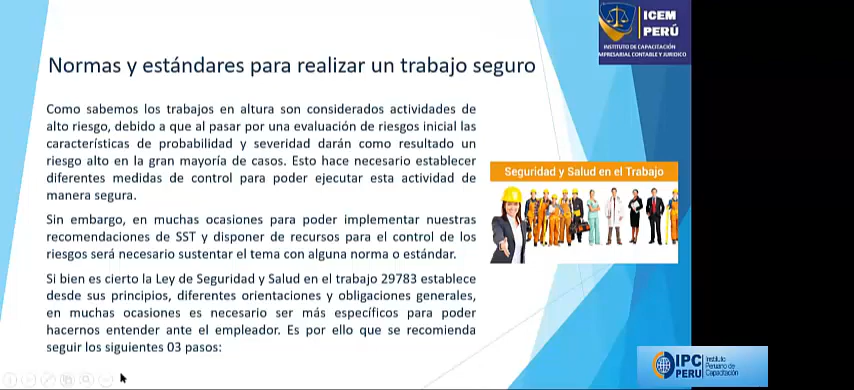 ICEM
PERÚ
INSTITUTO DE CAPACITACIÓN
EMPRESARIAL CONTABLE Y JURIDICO
Normas y estándares para realizar un trabajo seguro
Como sabemos los trabajos en altura son considerados actividades de
alto riesgo, debido a que al pasar por una evaluación de riesgos inicial las
características de probabilidad y severidad darán como resultado un
riesgo alto en la gran mayoría de casos. Esto hace necesario establecer
diferentes medidas de control para poder ejecutar esta actividad de
manera segura.
Seguridad y Salud en el Trabajo
Sin embargo, en muchas ocasiones para poder implementar nuestras
recomendaciones de SST y disponer de recursos para el control de los
riesgos será necesario sustentar el tema con alguna norma o estándar.
Si bien es cierto la Ley de Seguridad y Salud en el trabajo 29783 establece
desde sus principios, diferentes orientaciones y obligaciones generales,
en muchas ocasiones es necesario ser más específicos para poder
hacernos entender ante el empleador. Es por ello que se recomienda
seguir los siguientes 03 pasos:
IPC
PERU
Instituto
Peruano de
Capacitación